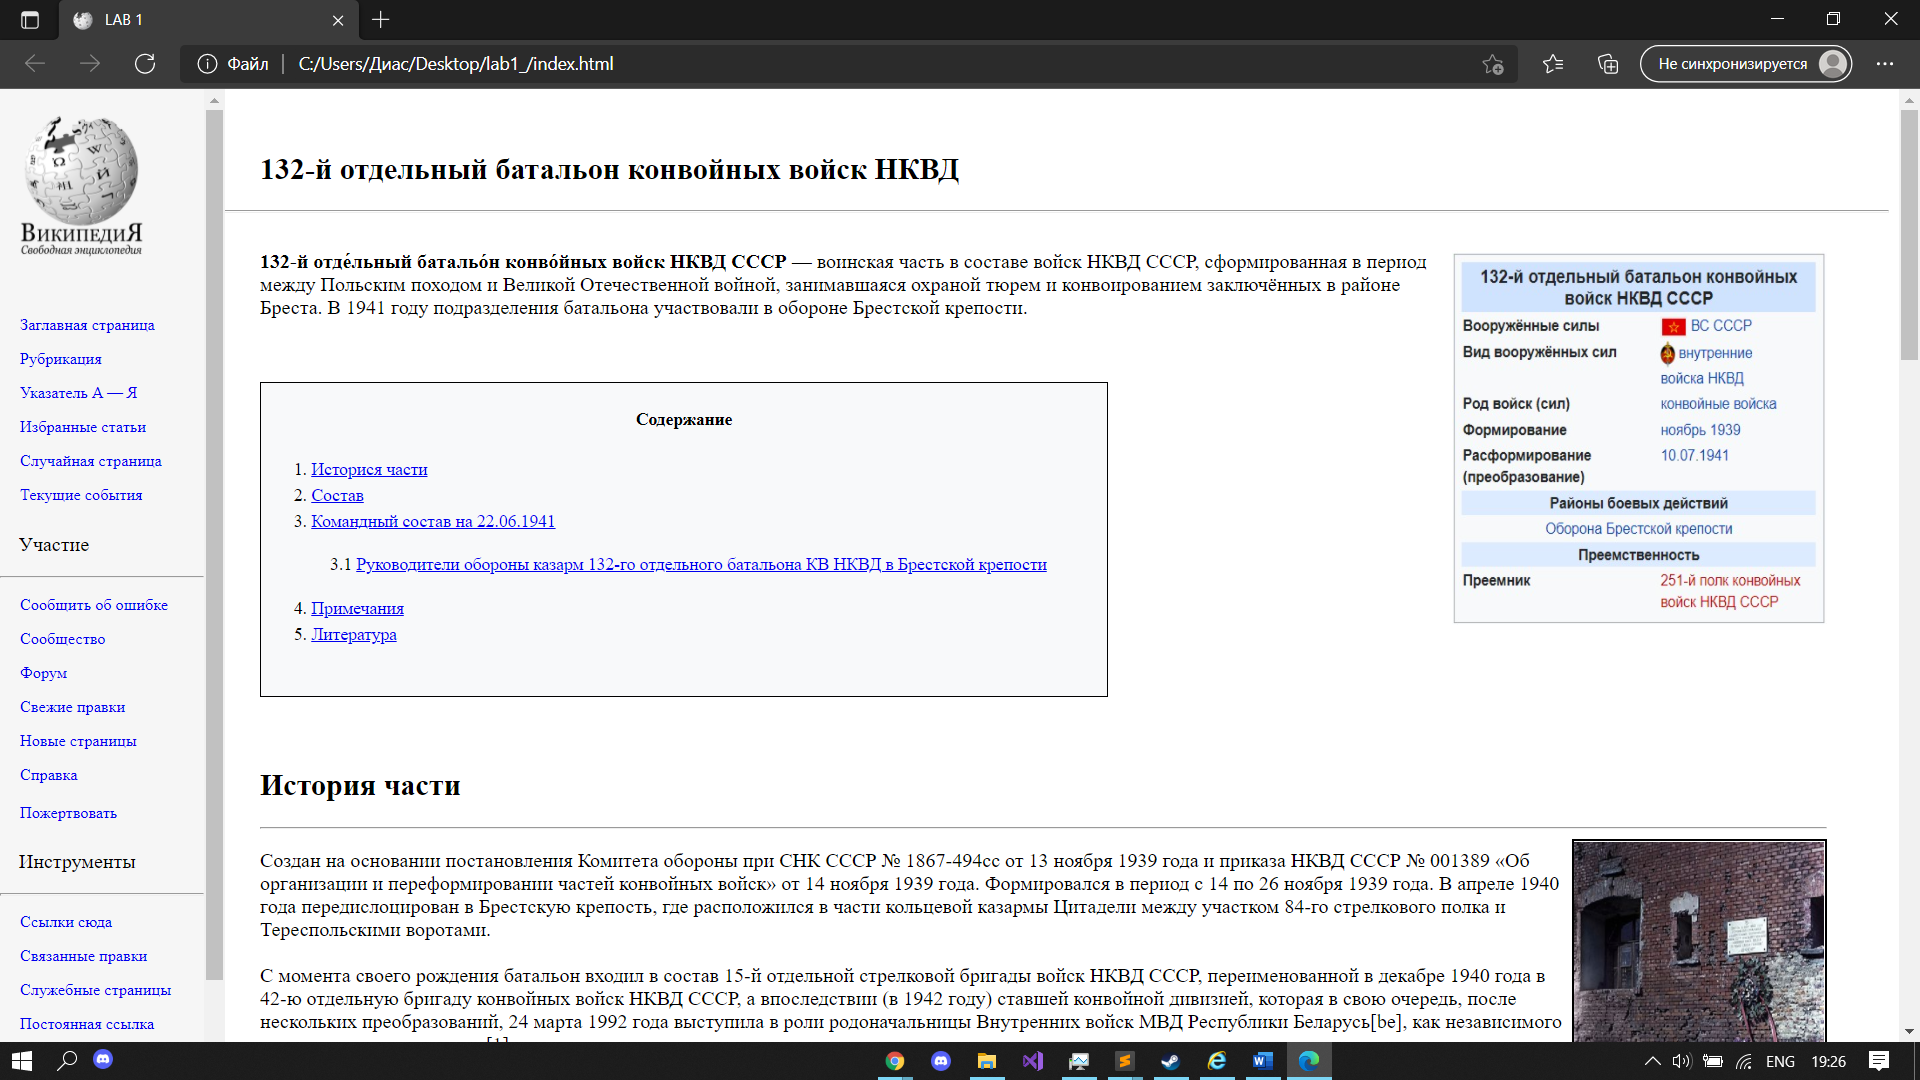 LAB 1
Файл
C:/Users/Диас/Desktop/lab1_/index.html
Не синхронизируется
ВикипедиЯ
Свободная энциклопедия
Заглавная страница
Рубрикация
Указатель А — Я
Избранные статьи
Случайная страница
Текущие события
Участие
Сообщить об ошибке
Сообщество
Форум
Свежие правки
Новые страницы
Справка
Пожертвовать
Инструменты
Ссылки сюда
Связанные правки
Служебные страницы
Постоянная ссылка
132-й отдельный батальон конвойных войск НКВД
132-й отде́льный батальо́н конво́йных войск НКВД СССР — воинская часть в составе войск НКВД СССР, сформированная в период
между Польским походом и Великой Отечественной войной, занимавшаяся охраной тюрем и конвоированием заключённых в районе
Бреста. В 1941 году подразделения батальона участвовали в обороне Брестской крепости.
Содержание
1. Историся части
2. Состав
3. Командный состав на 22.06.1941
3.1 Руководители обороны казарм 132-го отдельного батальона КВ НКВД в Брестской крепости
4. Примечания
5. Литература
132-й отдельный батальон конвойных
войск НКВД СССР
Вооружённые силы ВС СССР
Вид вооружённых сил внутренние
войска НКВД
Род войск (сил) конвойные войска
Формирование ноябрь 1939
Расформирование 10.07.1941
(преобразование)
Районы боевых действий
Оборона Брестской крепости
Преемственность
Преемник 251-й полк конвойных
войск НКВД СССР
История части
Создан на основании постановления Комитета обороны при СНК СССР № 1867-494сс от 13 ноября 1939 года и приказа НКВД СССР № 001389 «Об
организации и переформировании частей конвойных войск» от 14 ноября 1939 года. Формировался в период с 14 по 26 ноября 1939 года. В апреле 1940
года передислоцирован в Брестскую крепость, где расположился в части кольцевой казармы Цитадели между участком 84-го стрелкового полка и
Тереспольскими воротами.
С момента своего рождения батальон входил в состав 15-й отдельной стрелковой бригады войск НКВД СССР, переименованной в декабре 1940 года в
42-ю отдельную бригаду конвойных войск НКВД СССР, а впоследствии (в 1942 году) ставшей конвойной дивизией, которая в свою очередь, после
нескольких преобразований, 24 марта 1992 года выступила в роли родоначальницы Внутренних войск МВД Республики Беларусь[be], как независимого
ENG
19:26